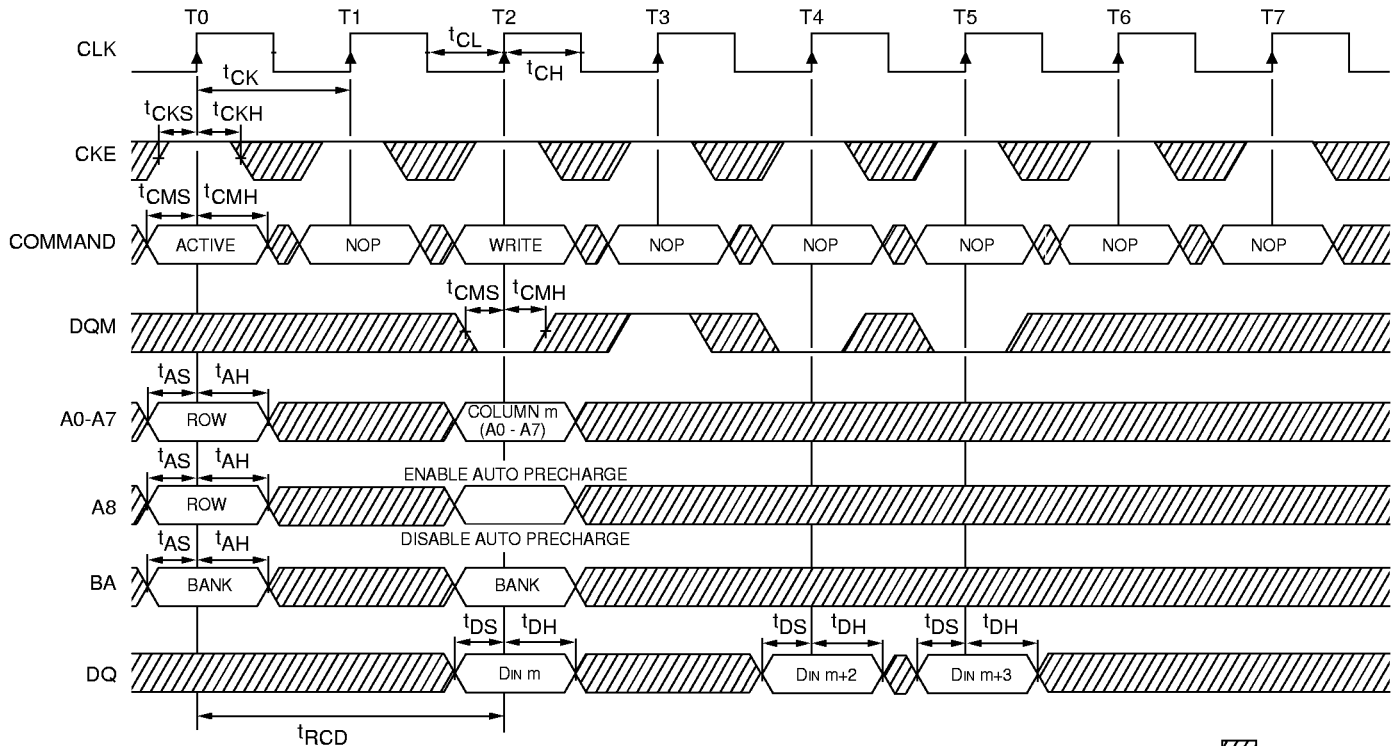 T0 T1 T2 T3 T4 T5 T6 T7
CLK
tCL
tCH
tCK
tCKS tCKH
CKE
tCMS tCMH
COMMAND ACTIVE NOP WRITE NOP NOP NOP NOP NOP
tCMS tCMH
DQM
tAS tAH
A0-A7 ROW COLUMN m
(A0 - A7)
tAS tAH ENABLE AUTO PRECHARGE
A8 ROW
tAS tAH DISABLE AUTO PRECHARGE
BA BANK BANK
tDS tDH tDS tDH tDS tDH
DQ DIN m DIN m+2 DIN m+3
tRCD